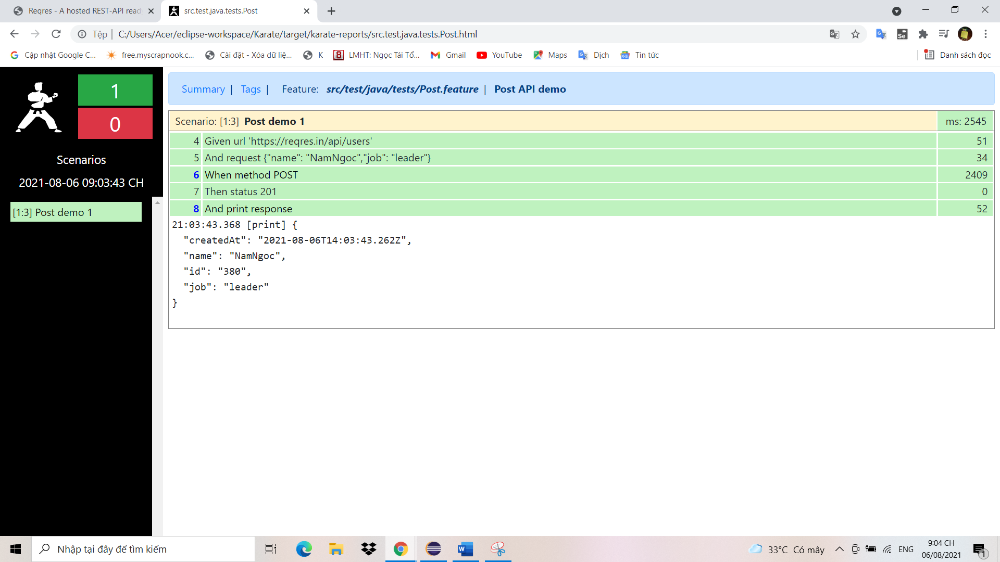 Reqres - A hosted REST-API read
src.test.java.tests.Post
Tệp
C:/Users/Acer/eclipse-workspace/Karate/target/karate-reports/src.test.java.tests.Post.html
Se
Cập nhật Google C...
free.myscrapnook.c...
Cài đặt - Xóa dữ liệ...
K
LMHT: Ngọc Tái Tổ...
Gmail
YouTube
Maps
Dịch
Tin tức
Danh sách đọc
1
0
Scenarios
2021-08-06 09:03:43 CH
[1:3] Post demo 1
Summary | Tags | Feature: src/test/java/tests/Post.feature | Post API demo
Scenario: [1:3] Post demo 1 ms: 2545
4 Given url 'https://reqres.in/api/users' 51
5 And request {"name": "NamNgoc","job": "leader"} 34
6 When method POST 2409
7 Then status 201 0
8 And print response 52
21:03:43.368 [print] {
"createdAt": "2021-08-06T14:03:43.262Z",
"name": "NamNgoc",
"id": "380",
"job": "leader"
}
Nhập tại đây để tìm kiếm
33°C Có mây
ENG
9:04 CH
06/08/2021
1